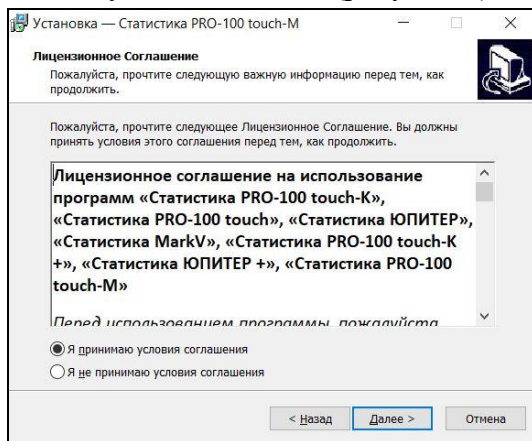 Установка — Статистика PRO-100 touch-M
Лицензионное Соглашение
Пожалуйста, прочтите следующую важную информацию перед тем, как
продолжить.
Пожалуйста, прочтите следующее Лицензионное Соглашение. Вы должны
принять условия этого соглашения перед тем, как продолжить.
Лицензионное соглашение на использование
программ «Статистика PRO-100 touch-K»,
«Статистика PRO-100 touch», «Статистика ЮПИТЕР»,
«Статистика MarkV», «Статистика PRO-100 touch-K
+», «Статистика ЮПИТЕР +», «Статистика PRO-100
touch-M»
Перед использованием программы, пожалуйста
Я принимаю условия соглашения
Я не принимаю условия соглашения
< Назад
Далее >
Отмена